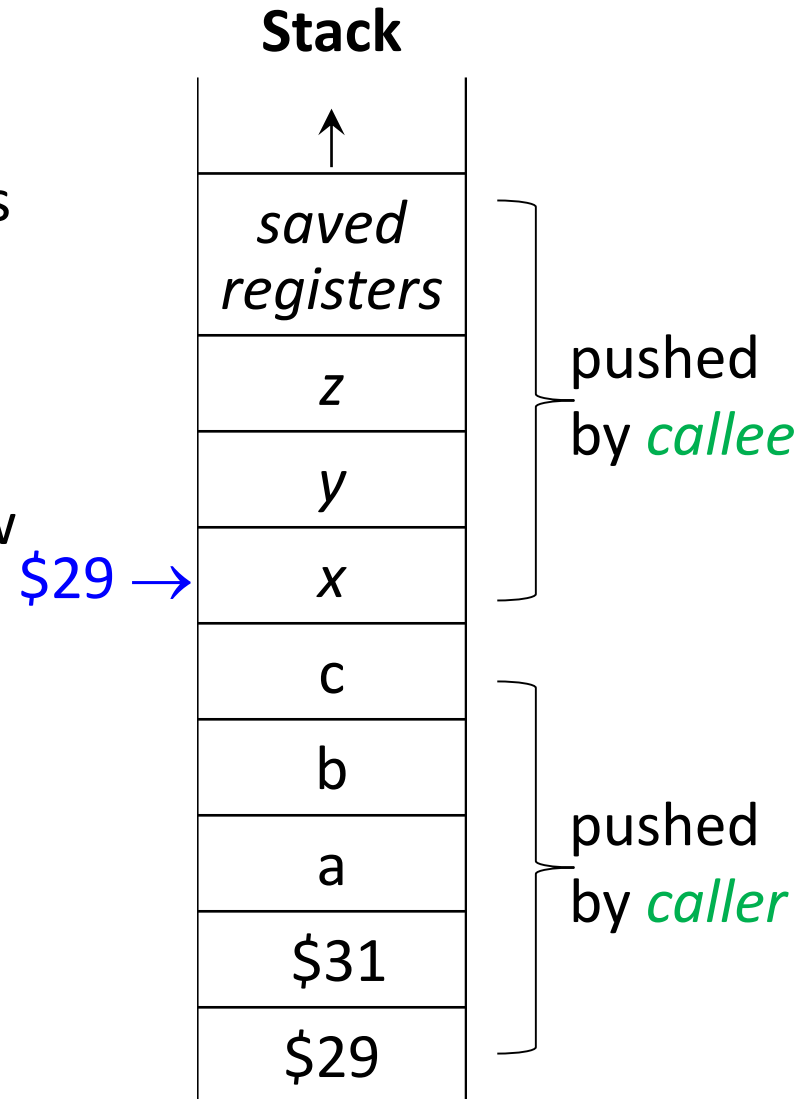 Stack
s
saved
registers
z
pushed
by callee
y
$29 → x
c
b
pushed
by caller
a
$31
$29